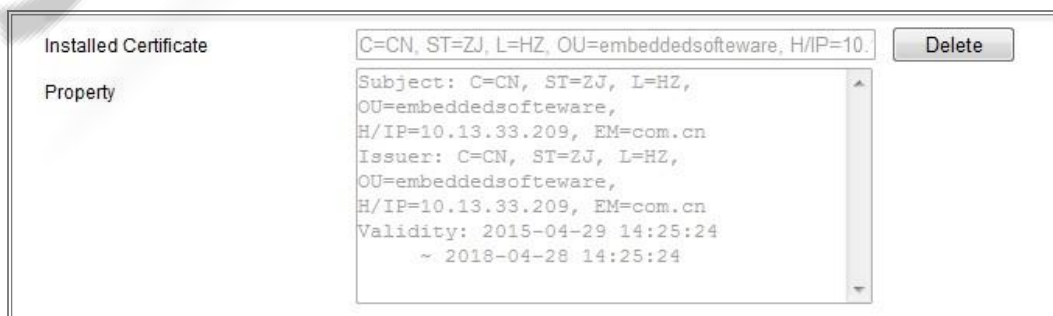 Installed Certificate C=CN, ST=ZJ, L=HZ, OU=embeddedsofteware, H/IP=10. Delete
Property
Subject: C=CN, ST=ZJ, L=HZ,
OU=embeddedsofteware,
H/IP=10.13.33.209, EM=com.cn
Issuer: C=CN, ST=ZJ, L=HZ,
OU=embeddedsofteware,
H/IP=10.13.33.209, EM=com.cn
Validity: 2015-04-29 14:25:24
~ 2018-04-28 14:25:24